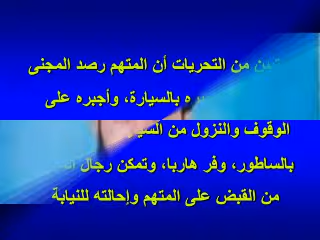 من التحريات أن المتهم رصد المجنى
بالسيارة، وأجبره على
الوقوف والنزول من
بالساطور، وفر هاربا، وتمكن رجال
من القبض على المتهم وإحالته للنيابة